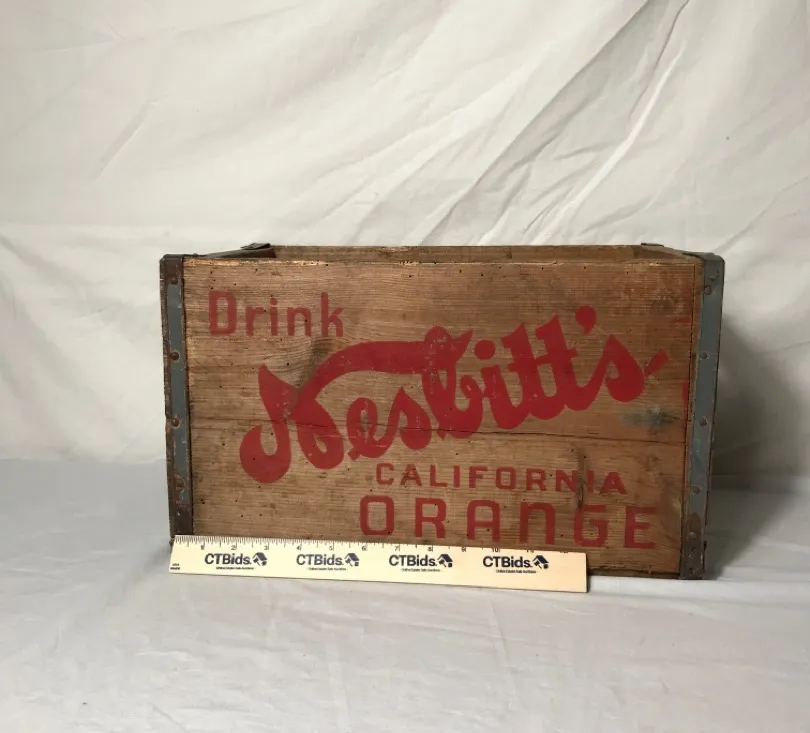 Drink
Nesbitt's
CALIFORNIA
ORANGE
CTBids. CTBids. CTBids. CTBids.